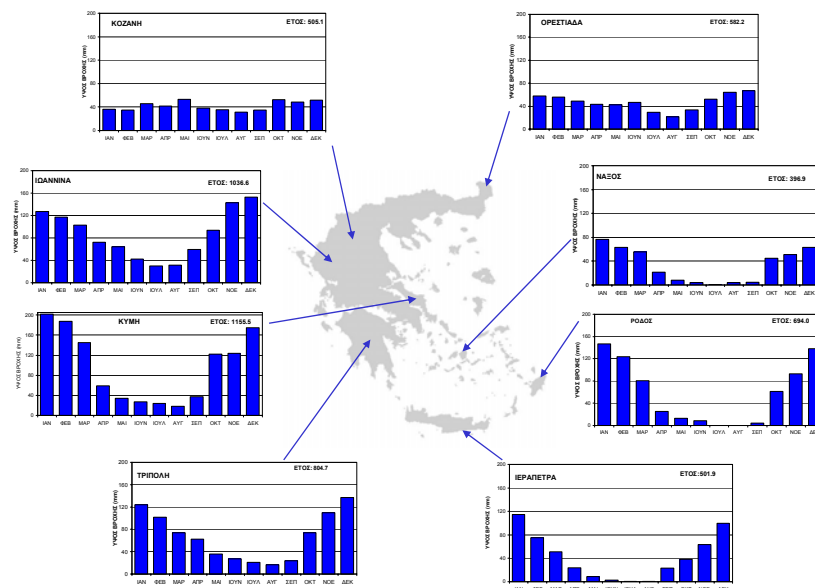 ΚΟΖΑΝΗ
ΕΤΟΣ: 505.1
ΥΨΟΣ ΒΡΟΧΗΣ (mm)
200
160
120
80
40
0
ΙΑΝ ΦΕΒ ΜΑΡ ΑΠΡ ΜΑΙ ΙΟΥΝ ΙΟΥΛ ΑΥΓ ΣΕΠ ΟΚΤ ΝΟΕ ΔΕΚ
ΟΡΕΣΤΙΑΔΑ
ΕΤΟΣ: 582.2
ΥΨΟΣ ΒΡΟΧΗΣ (mm)
200
160
120
80
40
0
ΙΑΝ ΦΕΒ ΜΑΡ ΑΠΡ ΜΑΙ ΙΟΥΝ ΙΟΥΛ ΑΥΓ ΣΕΠ ΟΚΤ ΝΟΕ ΔΕΚ
ΙΩΑΝΝΙΝΑ
ΕΤΟΣ: 1036.6
ΥΨΟΣ ΒΡΟΧΗΣ (mm)
200
160
120
80
40
0
ΙΑΝ ΦΕΒ ΜΑΡ ΑΠΡ ΜΑΙ ΙΟΥΝ ΙΟΥΛ ΑΥΓ ΣΕΠ ΟΚΤ ΝΟΕ ΔΕΚ
ΝΑΞΟΣ
ΕΤΟΣ: 396.9
ΥΨΟΣ ΒΡΟΧΗΣ (mm)
200
160
120
80
40
0
ΙΑΝ ΦΕΒ ΜΑΡ ΑΠΡ ΜΑΙ ΙΟΥΝ ΙΟΥΛ ΑΥΓ ΣΕΠ ΟΚΤ ΝΟΕ ΔΕΚ
ΚΥΜΗ
ΕΤΟΣ: 1155.5
ΥΨΟΣ ΒΡΟΧΗΣ (mm)
200
160
120
80
40
0
ΙΑΝ ΦΕΒ ΜΑΡ ΑΠΡ ΜΑΙ ΙΟΥΝ ΙΟΥΛ ΑΥΓ ΣΕΠ ΟΚΤ ΝΟΕ ΔΕΚ
ΡΟΔΟΣ
ΕΤΟΣ: 694.0
ΥΨΟΣ ΒΡΟΧΗΣ (mm)
200
160
120
80
40
0
ΙΑΝ ΦΕΒ ΜΑΡ ΑΠΡ ΜΑΙ ΙΟΥΝ ΙΟΥΛ ΑΥΓ ΣΕΠ ΟΚΤ ΝΟΕ
ΤΡΙΠΟΛΗ
ΕΤΟΣ: 804.7
ΥΨΟΣ ΒΡΟΧΗΣ (mm)
200
160
120
80
40
0
ΙΑΝ ΦΕΒ ΜΑΡ ΑΠΡ ΜΑΙ ΙΟΥΝ ΙΟΥΛ ΑΥΓ ΣΕΠ ΟΚΤ ΝΟΕ ΔΕΚ
ΙΕΡΑΠΕΤΡΑ
ΕΤΟΣ:501.9
ΥΨΟΣ ΒΡΟΧΗΣ (mm)
200
160
120
80
40
0